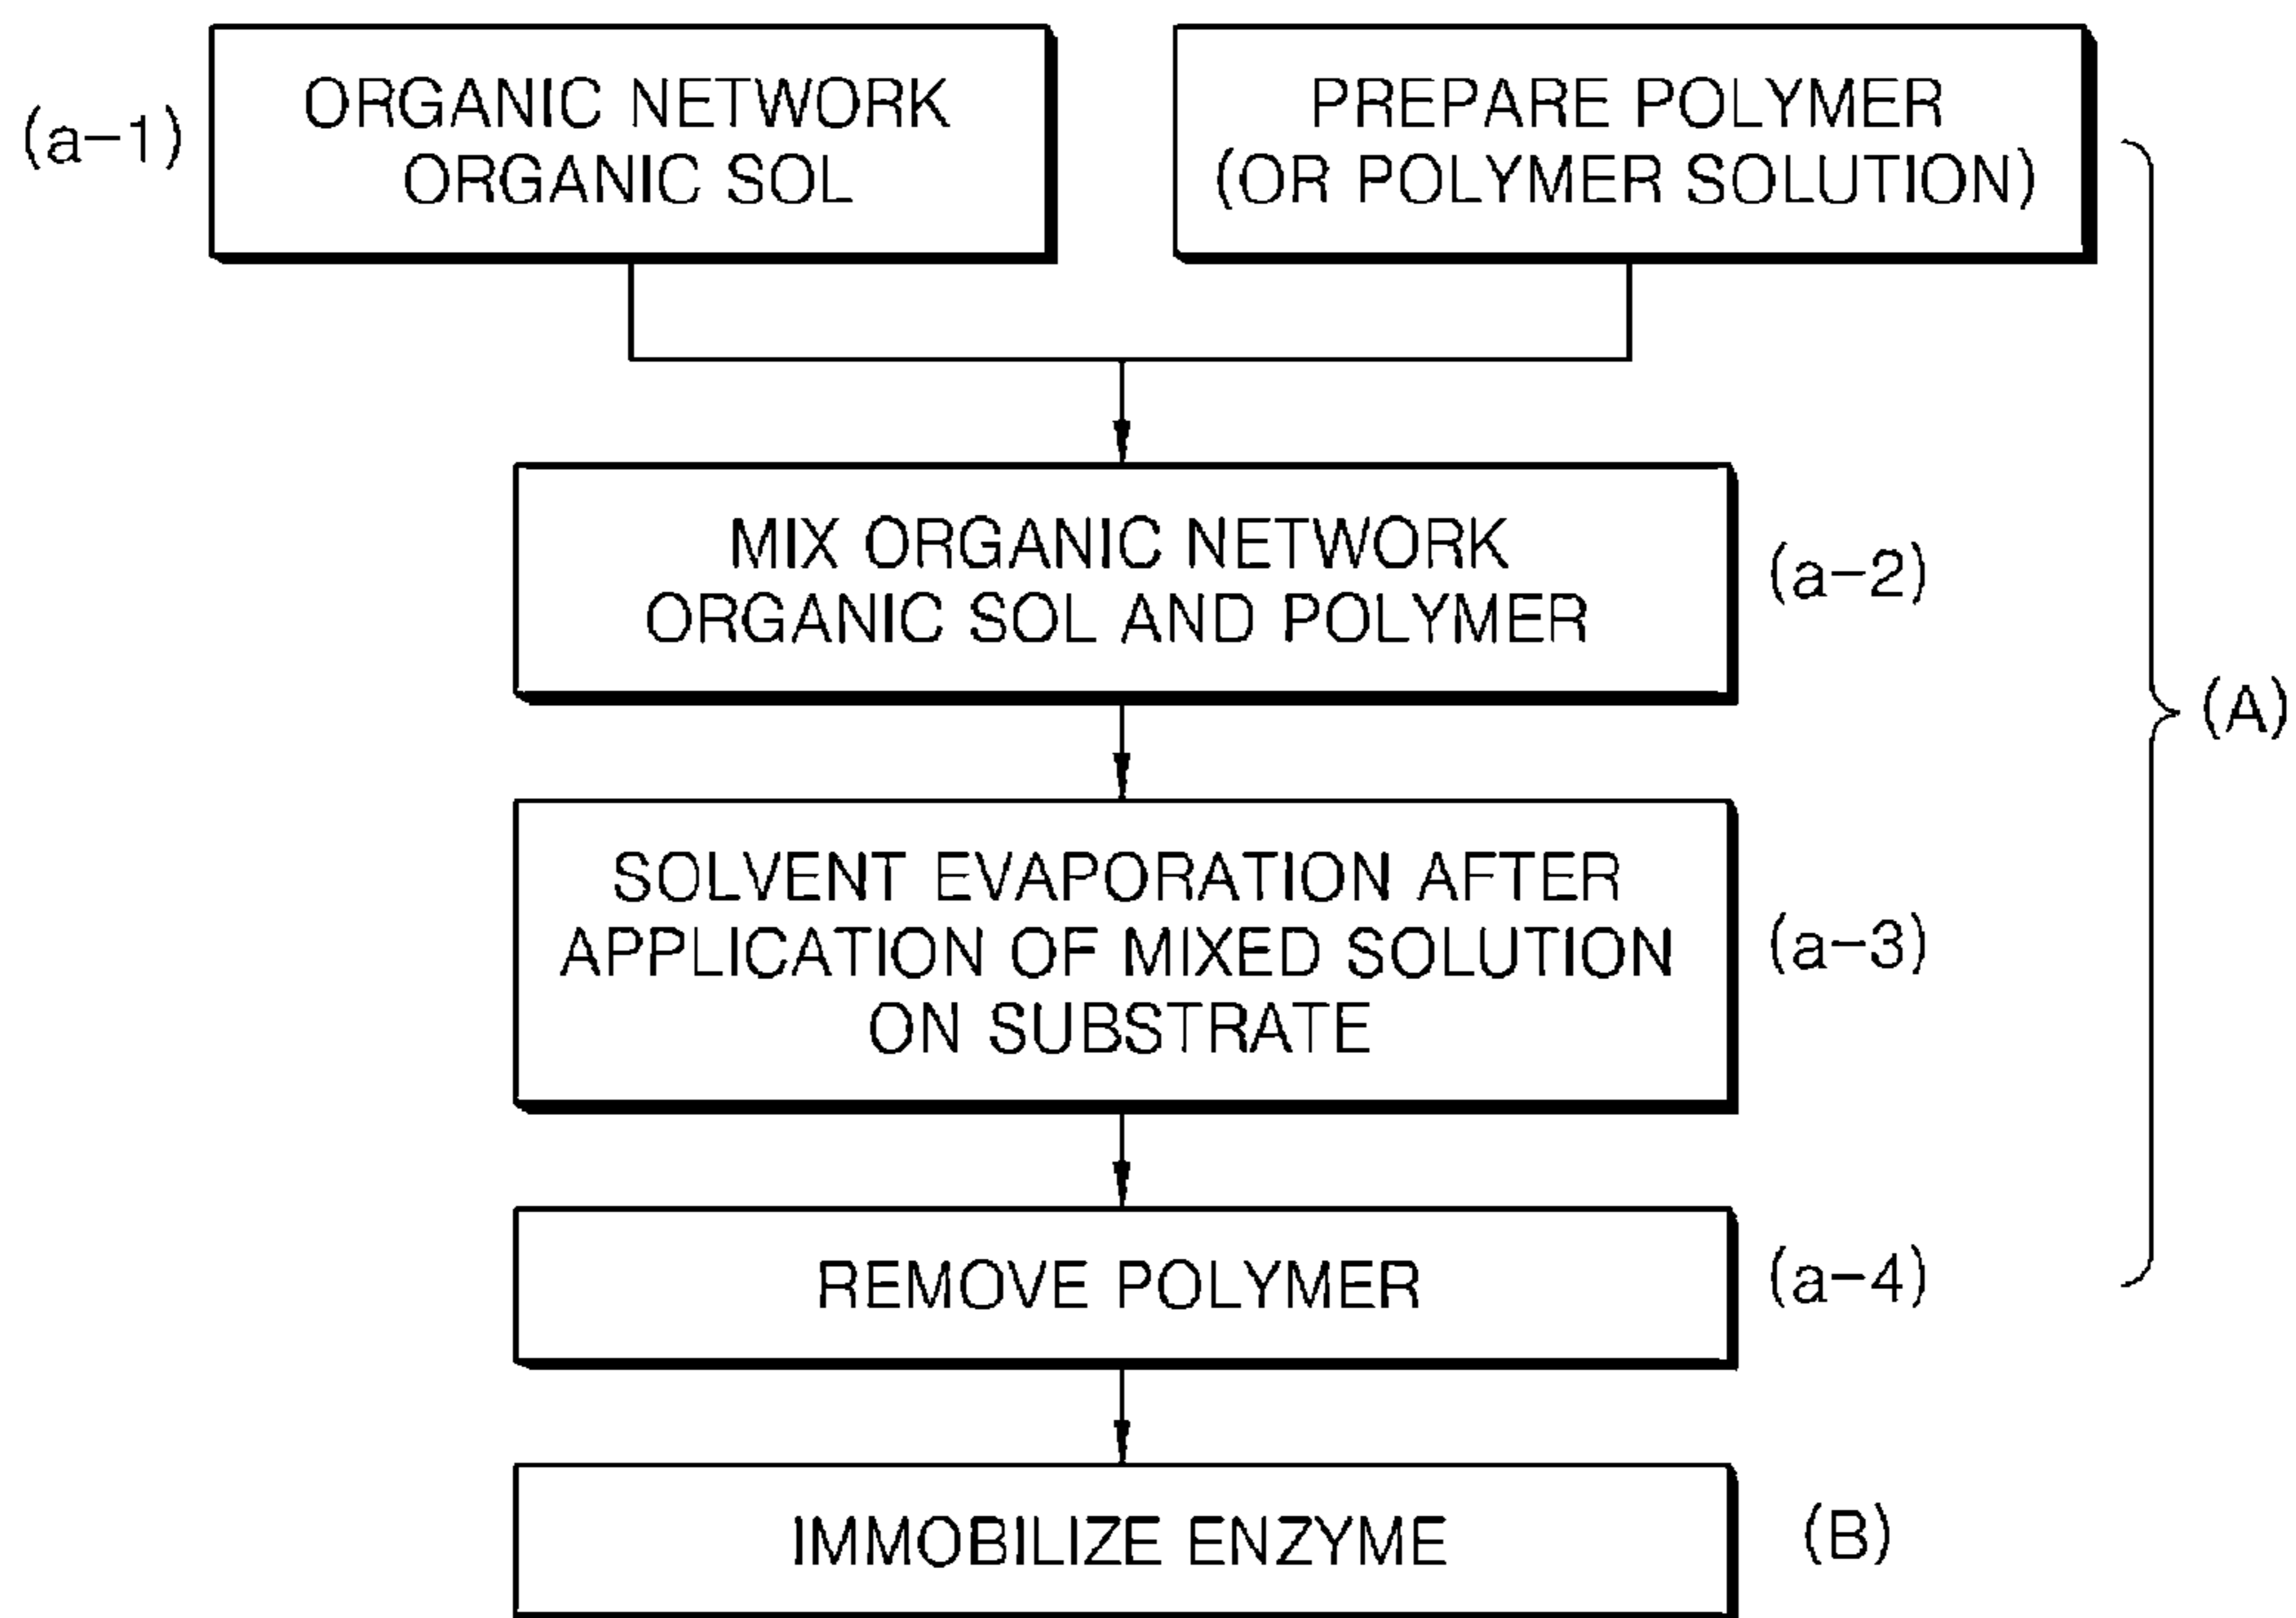 (a-1)
ORGANIC NETWORK
ORGANIC SOL
PREPARE POLYMER
(OR POLYMER SOLUTION)
MIX ORGANIC NETWORK
ORGANIC SOL AND POLYMER
(a-2)
(A)
SOLVENT EVAPORATION AFTER
APPLICATION OF MIXED SOLUTION
ON SUBSTRATE
(a-3)
REMOVE POLYMER
(a-4)
IMMOBILIZE ENZYME
(B)